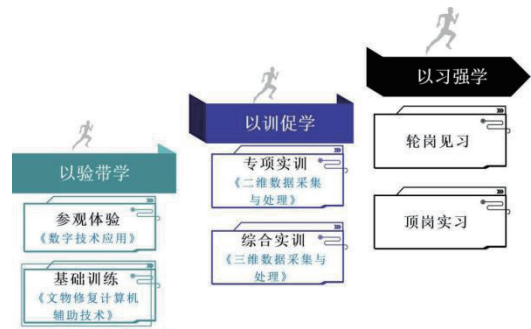 以验带学
参观体验
《数字技术应用》
基础训练
《文物修复计算机
辅助技术》
以训促学
专项实训
《二维数据采集
与处理》
综合实训
《三维数据采集与
处理》
以习强学
轮岗见习
顶岗实习